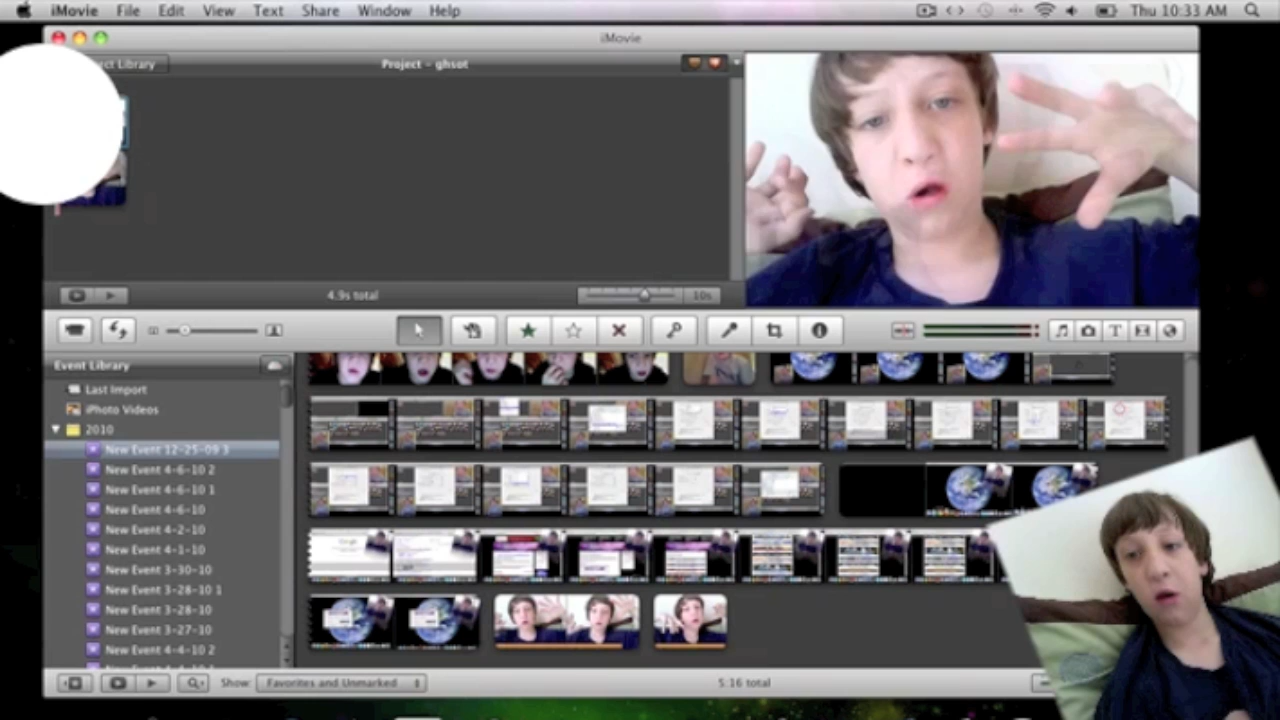 iMovie File Edit View Text Share Window Help Thu 10:33 AM
iMovie
ect Library Project - ghsot
4.9s total 10s
Event Library
Last Import
iPhoto Videos
2010
New Event 12-25-09 3
New Event 4-6-10 2
New Event 4-6-10 1
New Event 4-6-10
New Event 4-2-10
New Event 4-1-10
New Event 3-30-10
New Event 3-28-10 1
New Event 3-28-10
New Event 3-27-10
New Event 4-4-10 2
Show: Favorites and Unmarked 5:16 total